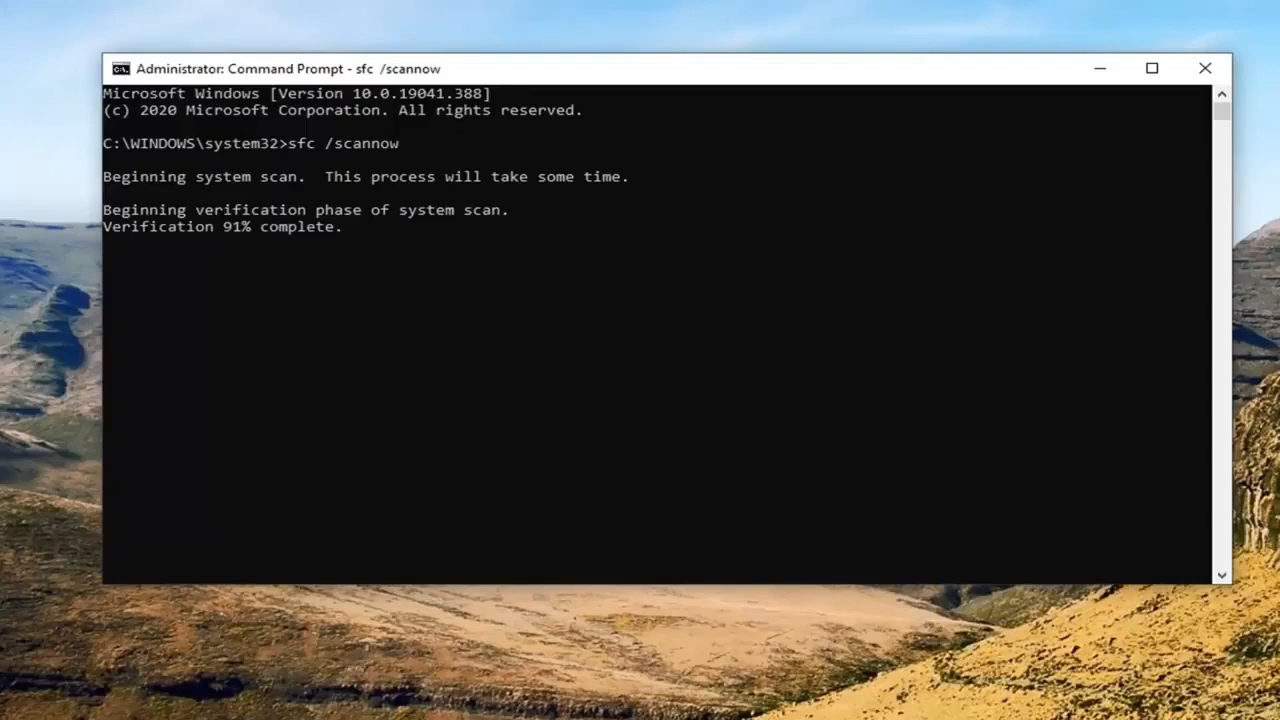 Administrator: Command Prompt - sfc  /scannow
Microsoft Windows [Version 10.0.19041.388]
(c) 2020 Microsoft Corporation. All rights reserved.
C:\WINDOWS\system32>sfc /scannow
Beginning system scan.  This process will take some time.
Beginning verification phase of system scan.
Verification 91% complete.